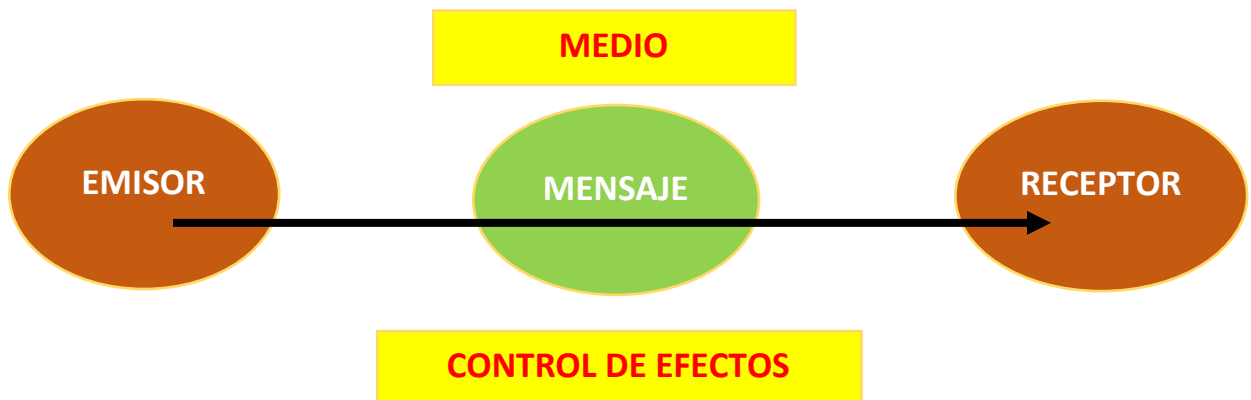 MEDIO
EMISOR
MENSAJE
RECEPTOR
CONTROL DE EFECTOS